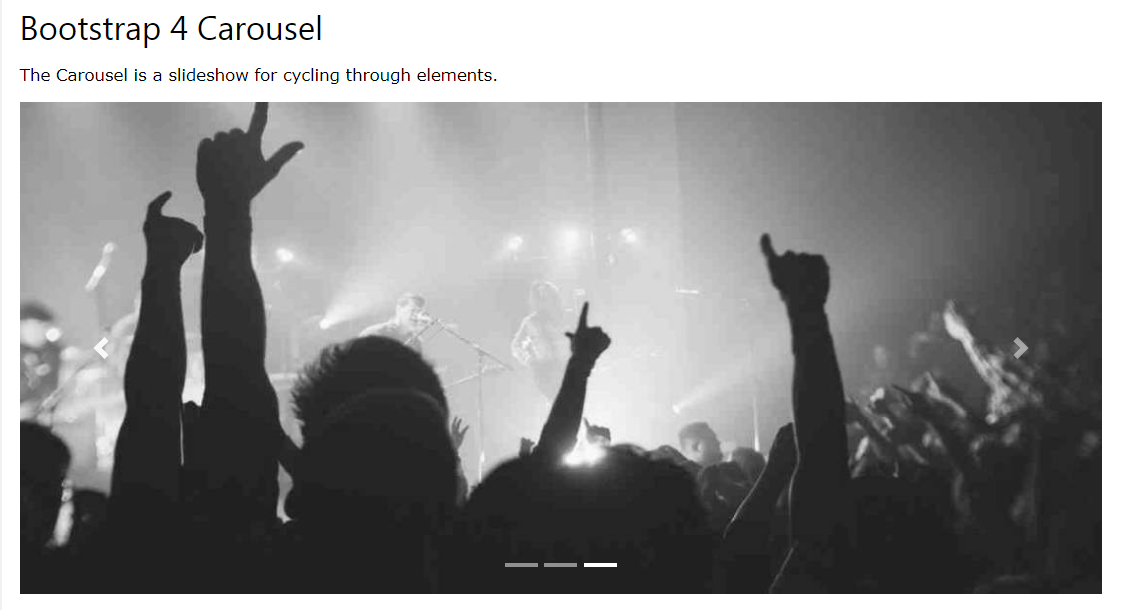 Bootstrap 4 Carousel
The Carousel is a slideshow for cycling through elements.